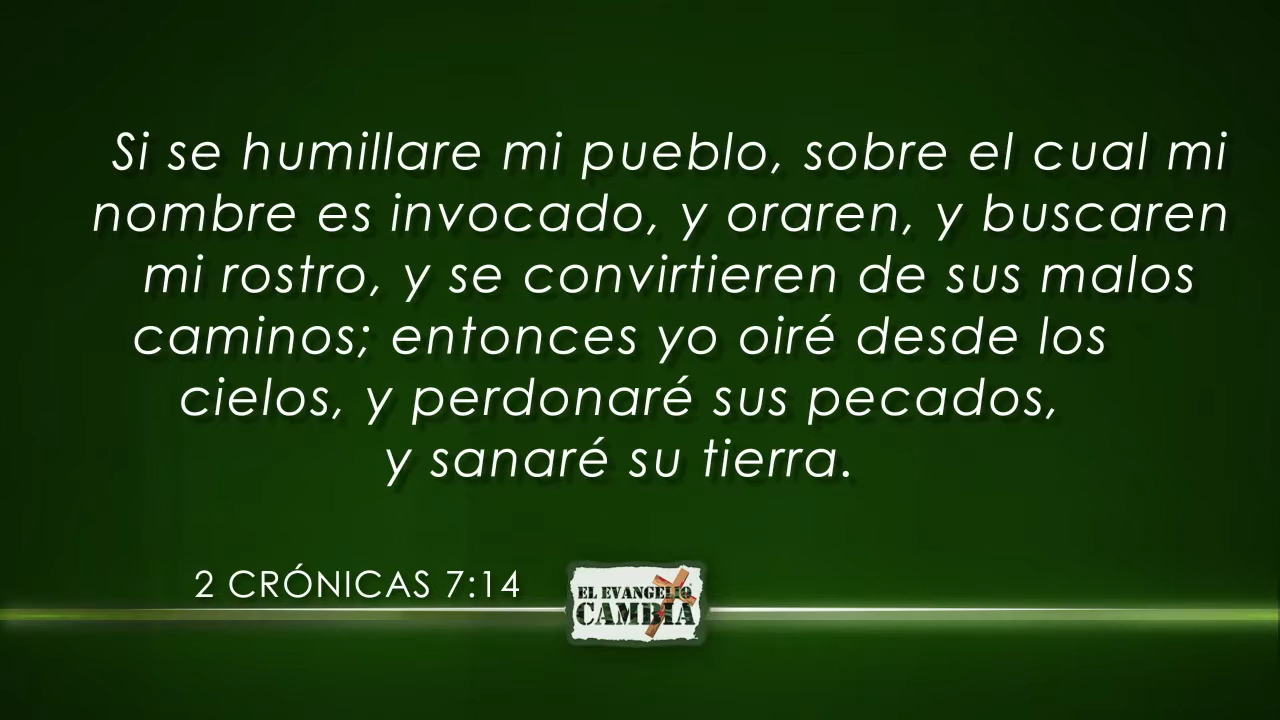 Si se humillare mi pueblo, sobre el cual mi
nombre es invocado, y oraren, y buscaren
mi rostro, y se convirtieren de sus malos
caminos; entonces yo oiré desde los
cielos, y perdonaré sus pecados,
y sanaré su tierra.
2 CRÓNICAS 7:14
EL EVANGELIO
CAMBIA